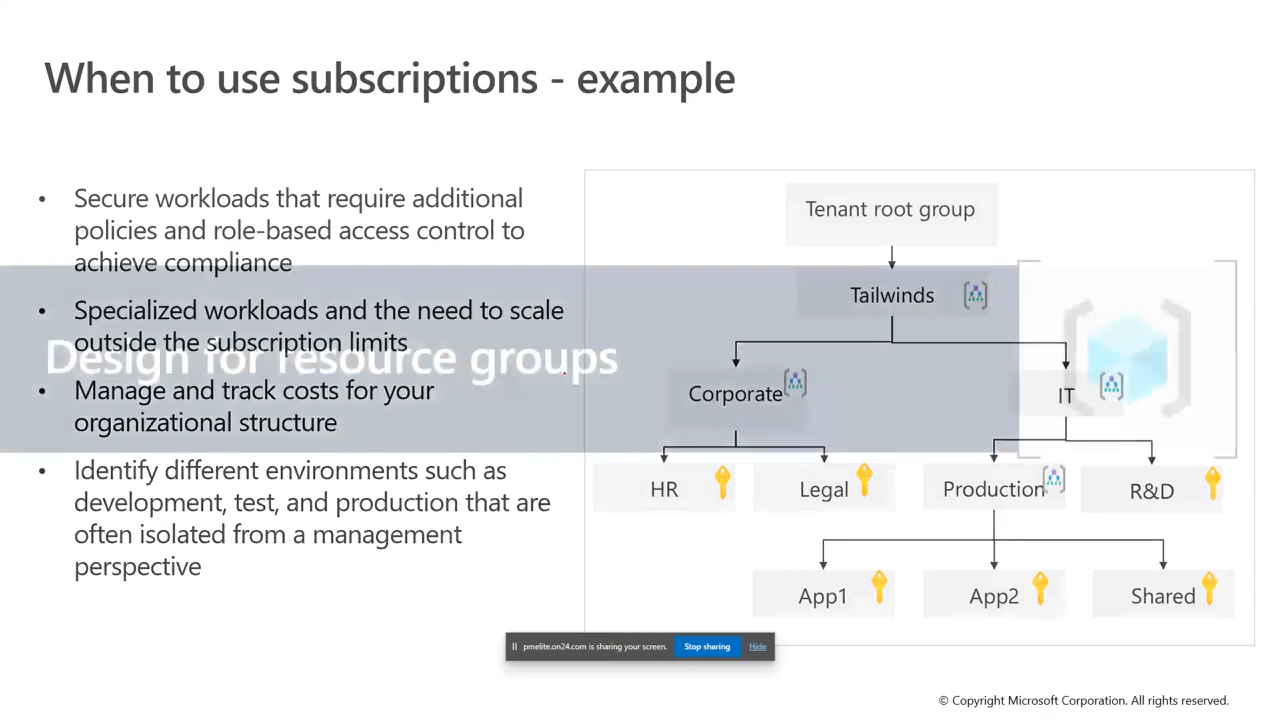 When to use subscriptions - example
• Secure workloads that require additional
policies and role-based access control to
achieve compliance
• Specialized workloads and the need to scale
outside the subscription limits
Design for resource groups
• Manage and track costs for your
organizational structure
• Identify different environments such as
development, test, and production that are
often isolated from a management
perspective
Tenant root group
Tailwinds
Corporate
IT
HR
Legal
Production
R&D
App1
App2
Shared
pmelite.on24.com is sharing your screen.
Stop sharing
Hide
© Copyright Microsoft Corporation. All rights reserved.